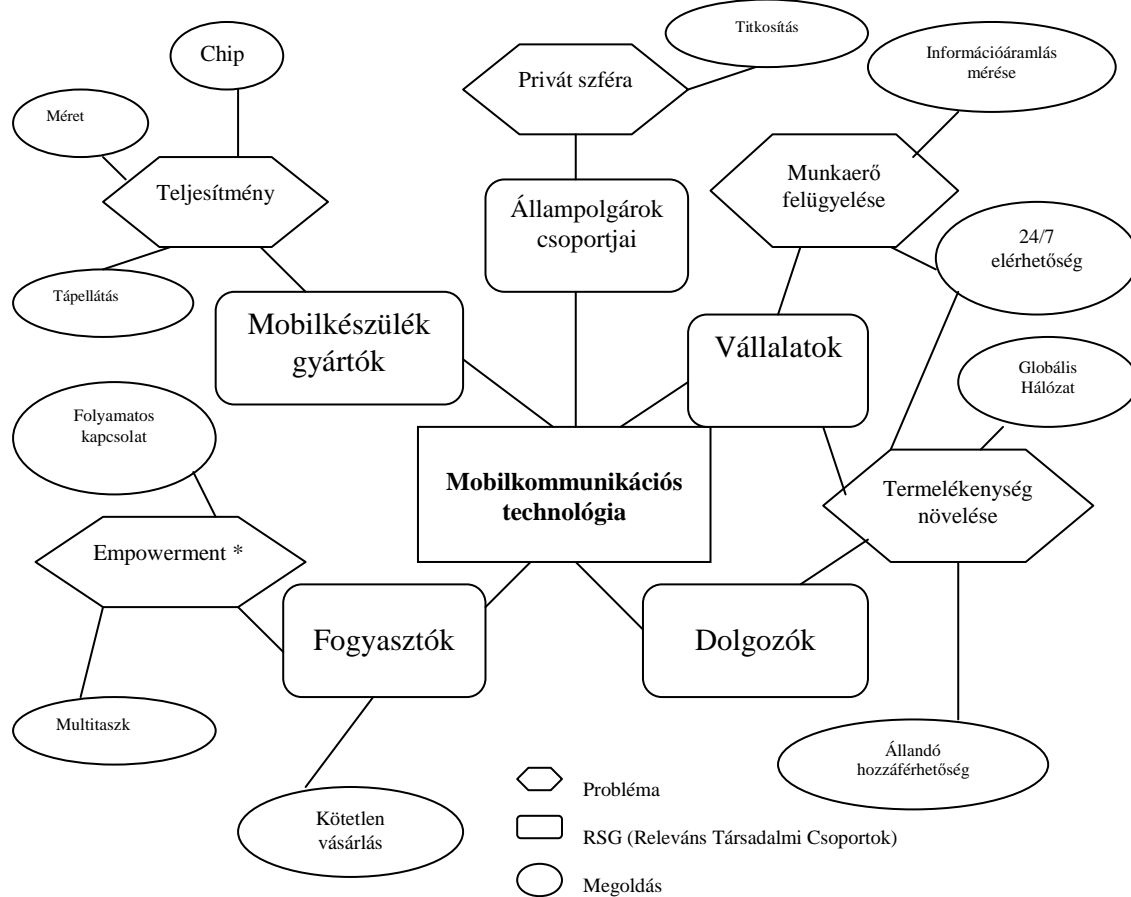 Titkosítás
Chip
Információáramlás
mérése
Privát szféra
Méret
Munkaerő
felügyelése
Teljesítmény
Állampolgárok
csoportjai
24/7
elérhetőség
Tápellátás
Mobilkészülék
gyártók
Vállalatok
Globális
Hálózat
Folyamatos
kapcsolat
Mobilkommunikációs
technológia
Termelékenység
növelése
Empowerment *
Fogyasztók
Dolgozók
Multitaszk
Állandó
hozzáférhetőség
Kötetlen
vásárlás
Probléma
RSG (Releváns Társadalmi Csoportok)
Megoldás